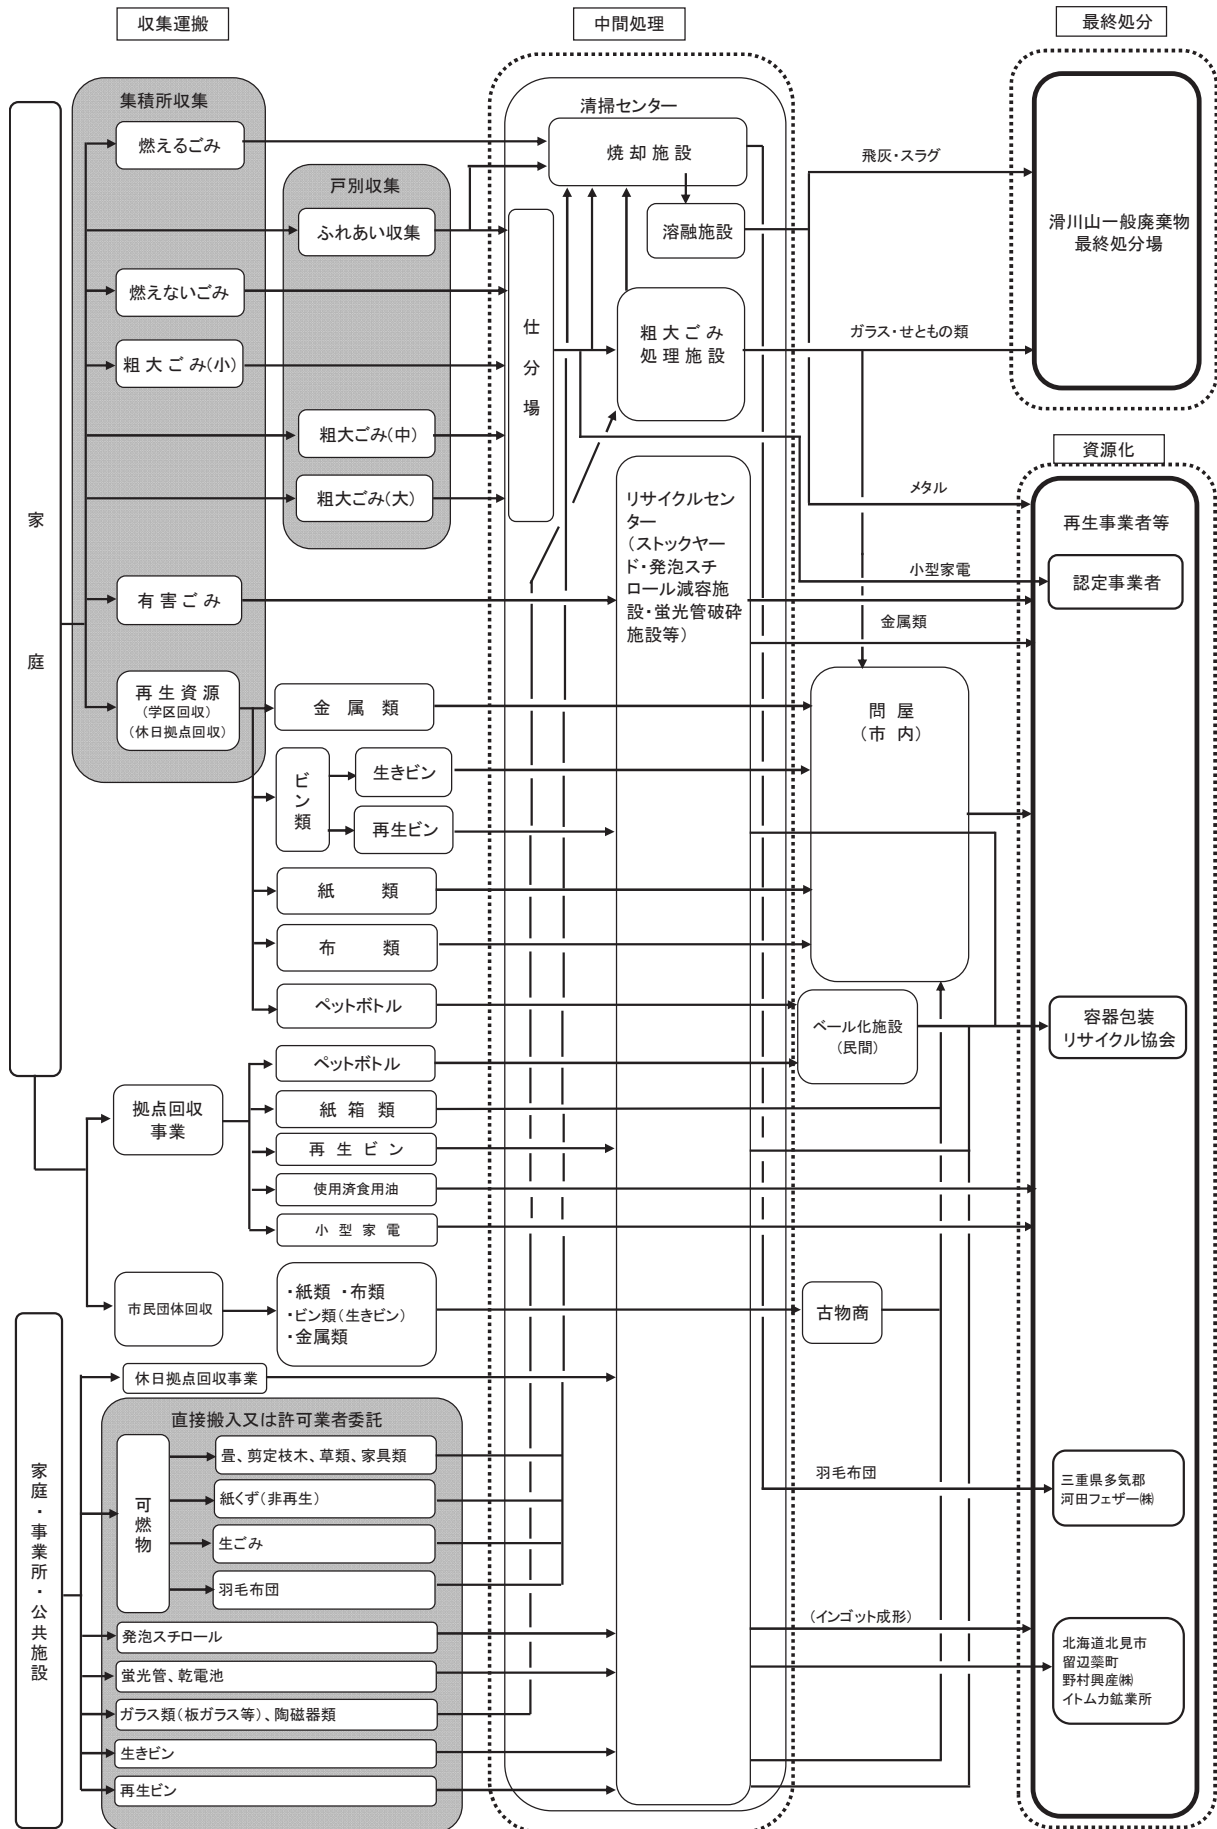 収集運搬
中間処理
最終処分
集積所収集
燃えるごみ
戸別収集
ふれあい収集
燃えないごみ
粗大ごみ(小)
粗大ごみ(中)
粗大ごみ(大)
有害ごみ
再生資源
(学区回収)
(休日拠点回収)
家庭
清掃センター
焼却施設
溶融施設
仕分場
粗大ごみ
処理施設
リサイクルセン
ター
(ストックヤー
ド・発泡スチ
ロール減容施
設・蛍光管破砕
施設等)
飛灰・スラグ
ガラス・せともの類
滑川山一般廃棄物
最終処分場
資源化
メタル
再生事業者等
小型家電
認定事業者
金属類
金属類
ビン類
生きビン
再生ビン
紙類
布類
ペットボトル
問屋
(市内)
ベール化施設
(民間)
容器包装
リサイクル協会
拠点回収
事業
ペットボトル
紙箱類
再生ビン
使用済食用油
小型家電
市民団体回収
・紙類 ・布類
・ビン類(生きビン)
・金属類
古物商
家庭・事業所・公共施設
休日拠点回収事業
直接搬入又は許可業者委託
可燃物
畳、剪定枝木、草類、家具類
紙くず(非再生)
生ごみ
羽毛布団
発泡スチロール
蛍光管、乾電池
ガラス類(板ガラス等)、陶磁器類
生きビン
再生ビン
羽毛布団
三重県多気郡
河田フェザー㈱
(インゴット成形)
北海道北見市
留辺蘂町
野村興産㈱
イトムカ鉱業所